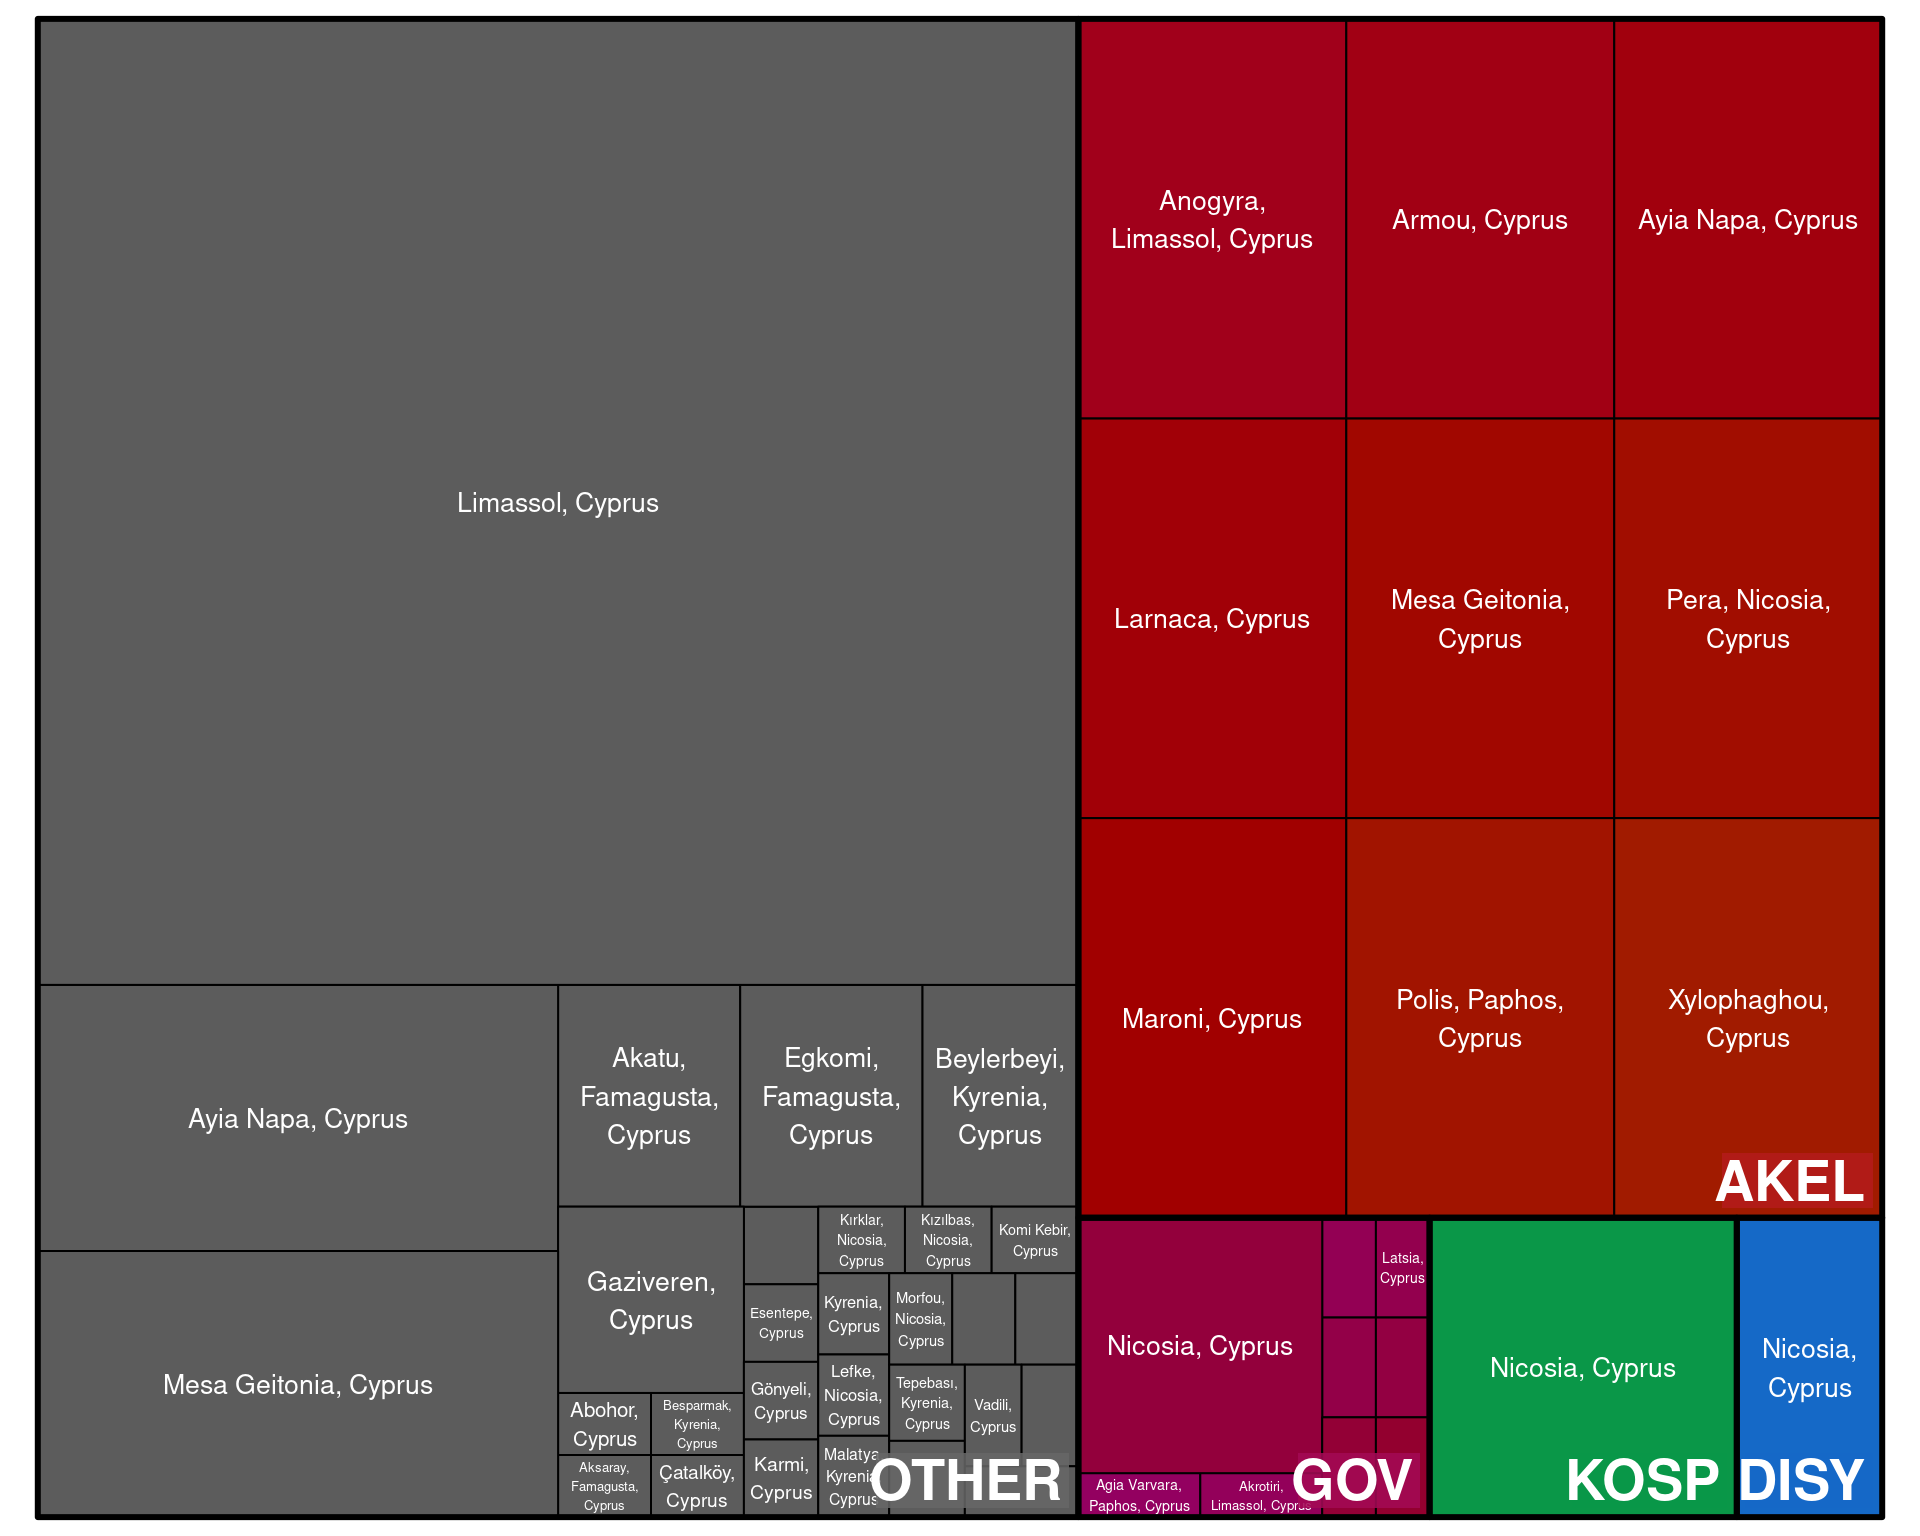 Limassol, Cyprus
Ayia Napa, Cyprus
Mesa Geitonia, Cyprus
Akatu,
Famagusta,
Cyprus
Egkomi,
Famagusta,
Cyprus
Beylerbeyi,
Kyrenia,
Cyprus
Gaziveren,
Cyprus
Abohor,
Cyprus
Besparmak,
Kyrenia,
Cyprus
Aksaray,
Famagusta,
Cyprus
Çatalköy,
Cyprus
Esentepe,
Cyprus
Gönyeli,
Cyprus
Karmi,
Cyprus
Kırklar,
Nicosia,
Cyprus
Kızılbas,
Nicosia,
Cyprus
Komi Kebir,
Cyprus
Kyrenia,
Cyprus
Lefke,
Nicosia,
Cyprus
Malatya
Kyrenia
Cyprus
Morfou,
Nicosia,
Cyprus
Tepebası,
Kyrenia,
Cyprus
Vadili,
Cyprus
OTHER
Anogyra,
Limassol, Cyprus
Armou, Cyprus
Ayia Napa, Cyprus
Larnaca, Cyprus
Mesa Geitonia,
Cyprus
Pera, Nicosia,
Cyprus
Maroni, Cyprus
Polis, Paphos,
Cyprus
Xylophaghou,
Cyprus
AKEL
Nicosia, Cyprus
Latsia,
Cyprus
Agia Varvara,
Paphos, Cyprus
Akrotiri,
Limassol, Cyprus
GOV
Nicosia, Cyprus
KOSP
Nicosia,
Cyprus
DISY